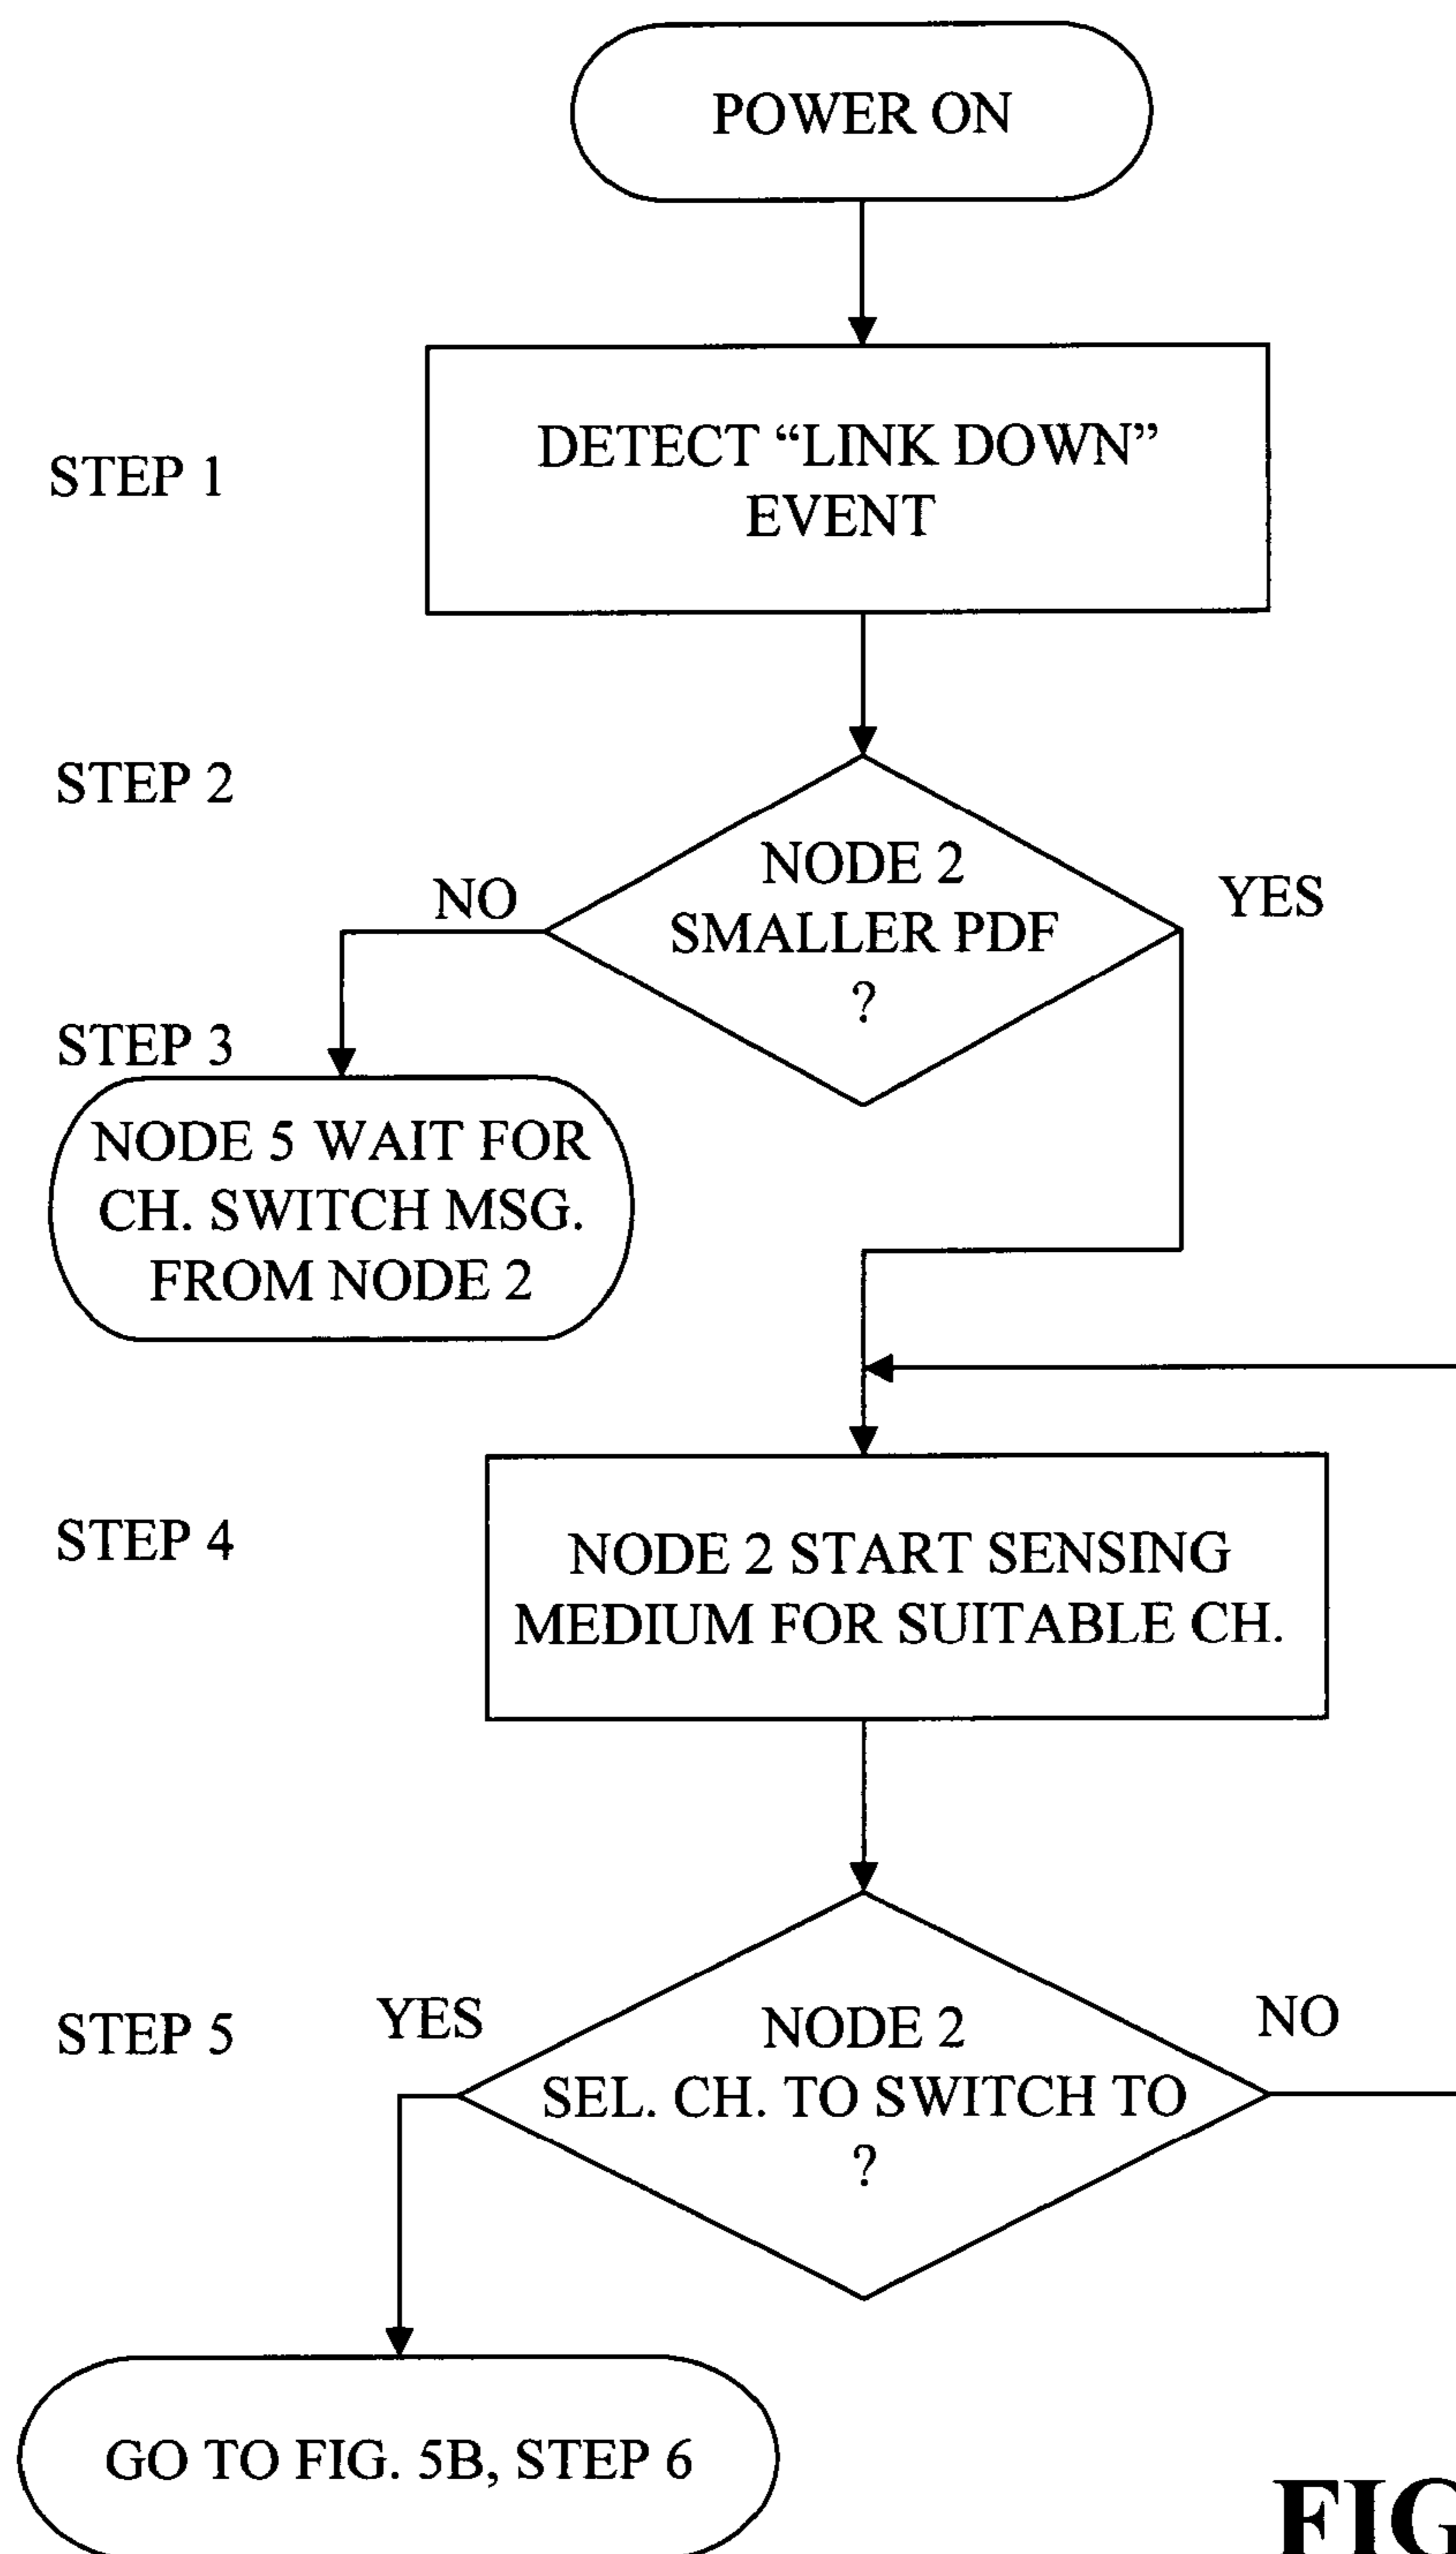 POWER ON
STEP 1
DETECT “LINK DOWN”
EVENT
STEP 2
NODE 2
SMALLER PDF
?
NO
YES
STEP 3
NODE 5 WAIT FOR
CH. SWITCH MSG.
FROM NODE 2
STEP 4
NODE 2 START SENSING
MEDIUM FOR SUITABLE CH.
STEP 5
YES
NODE 2
SEL. CH. TO SWITCH TO
?
NO
GO TO FIG. 5B, STEP 6
FIG